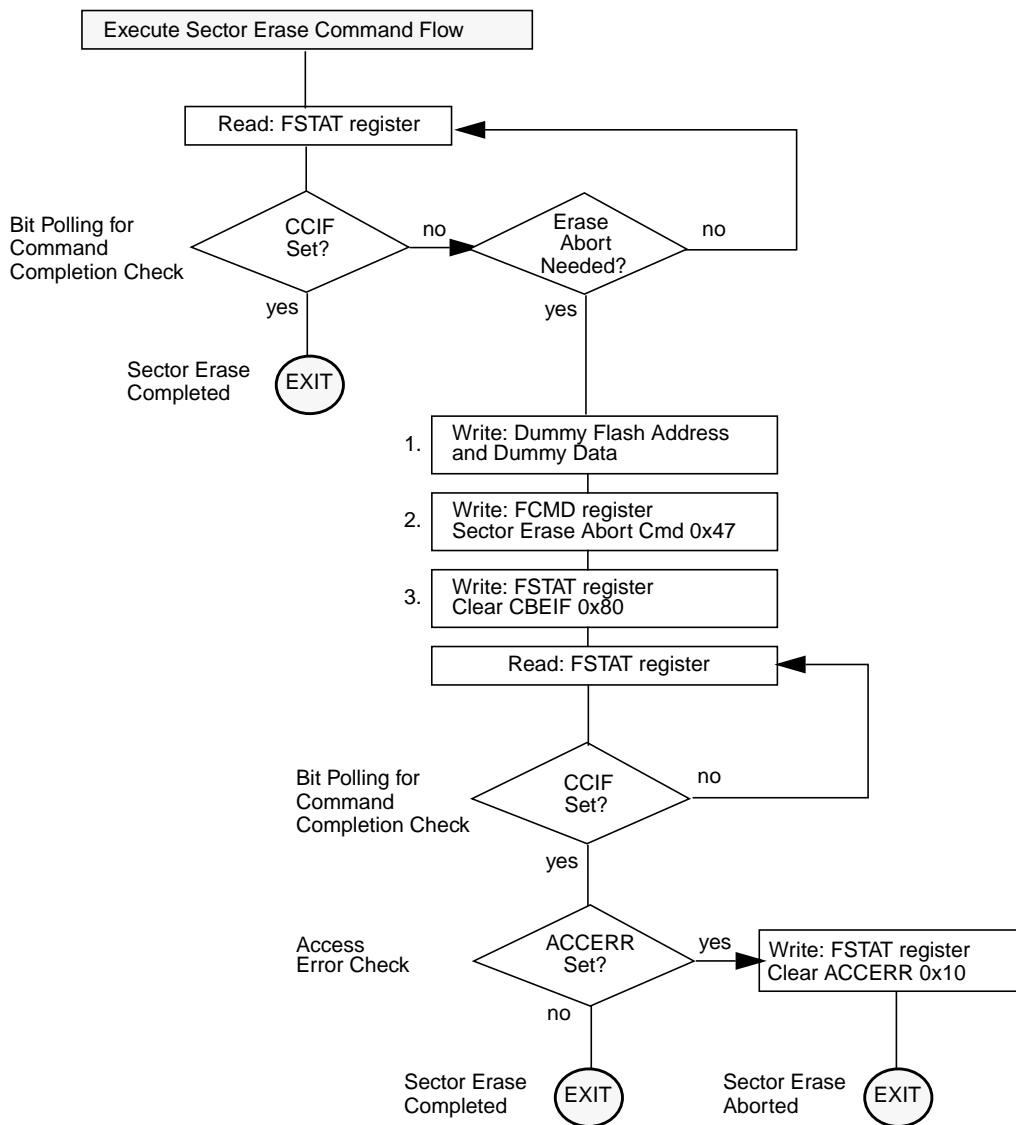 Execute Sector Erase Command Flow
Read: FSTAT register
Bit Polling for
Command
Completion Check
CCIF
Set?
no
Erase
Abort
Needed?
no
yes
yes
Sector Erase
Completed
EXIT
1.
Write: Dummy Flash Address
and Dummy Data
2.
Write: FCMD register
Sector Erase Abort Cmd 0x47
3.
Write: FSTAT register
Clear CBEIF 0x80
Read: FSTAT register
Bit Polling for
Command
Completion Check
CCIF
Set?
no
yes
Access
Error Check
ACCERR
Set?
yes
Write: FSTAT register
Clear ACCERR 0x10
no
Sector Erase
Completed
EXIT
Sector Erase
Aborted
EXIT